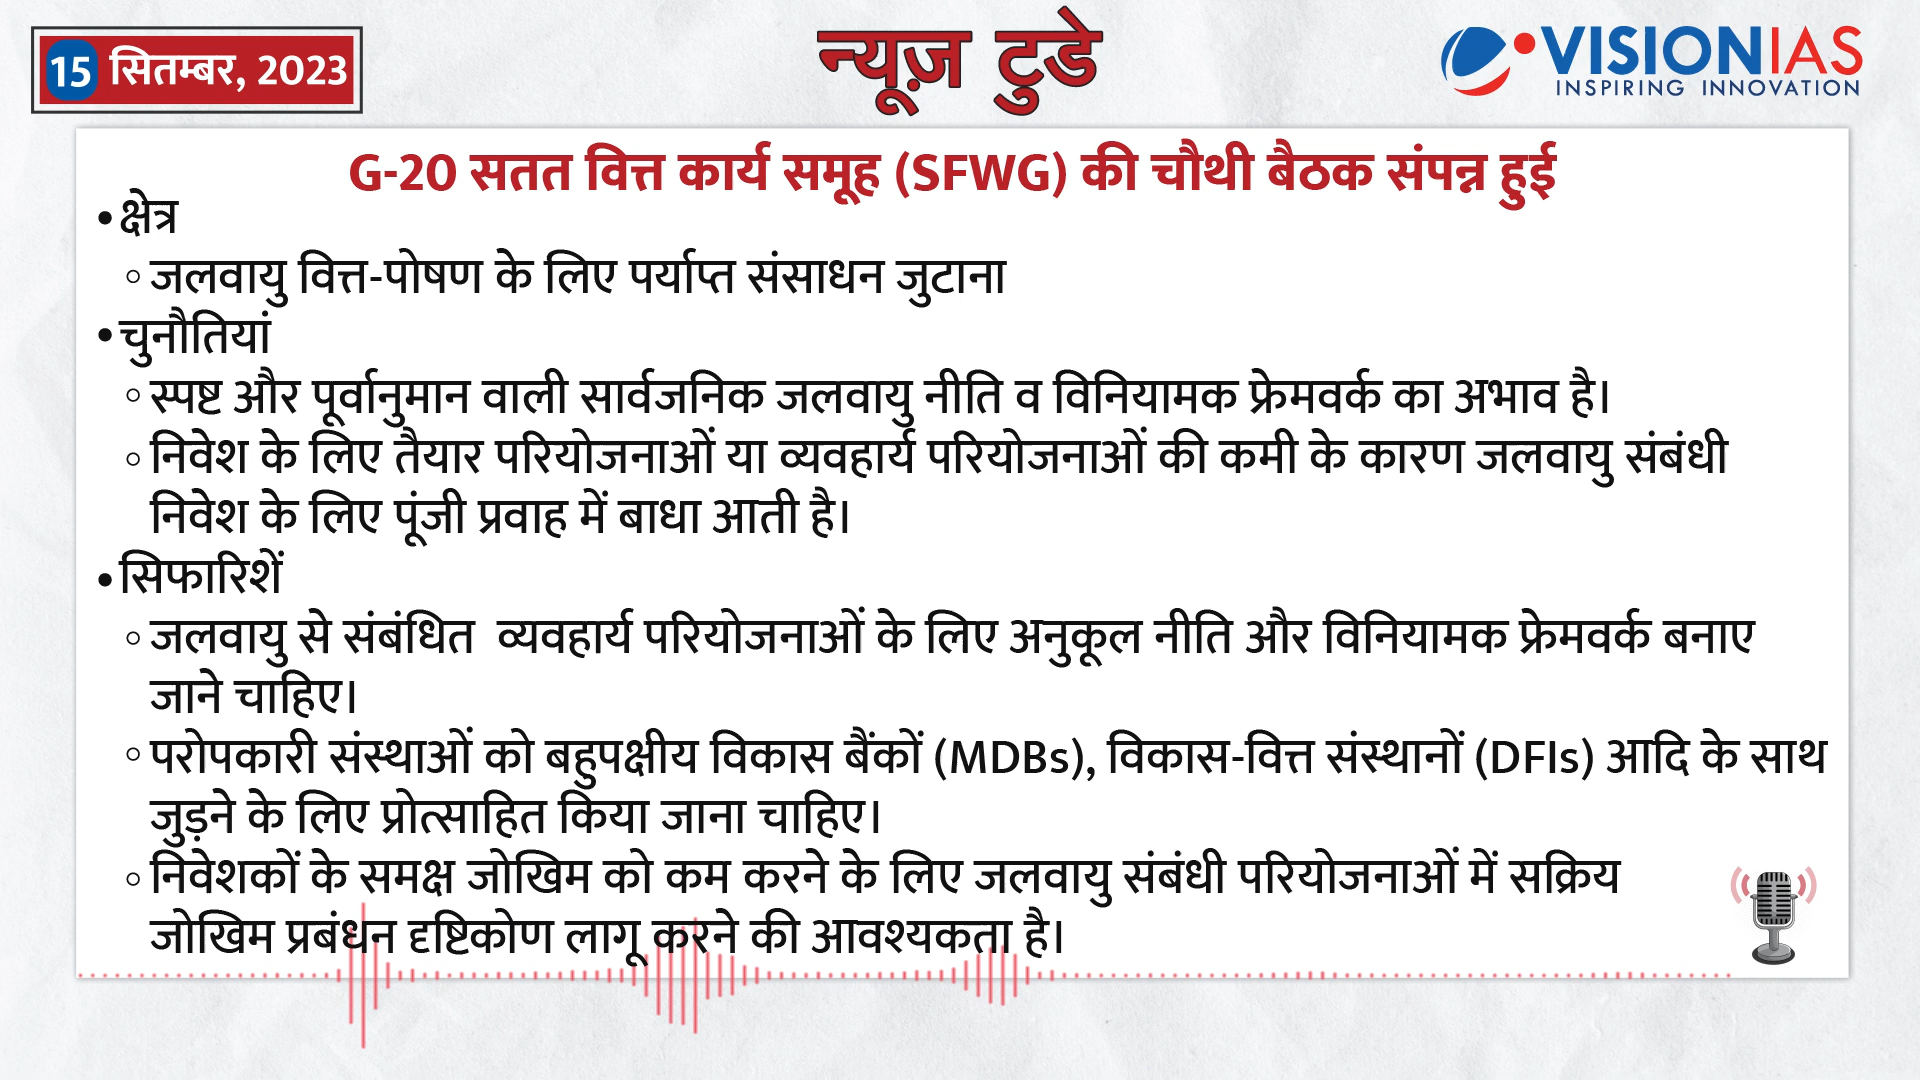 15 सितम्बर, 2023
न्यूज़ टुडे
VISIONIAS
INSPIRING INNOVATION
G-20 सतत वित्त कार्य समूह (SFWG) की चौथी बैठक संपन्न हुई
• क्षेत्र
◦ जलवायु वित्त-पोषण के लिए पर्याप्त संसाधन जुटाना
• चुनौतियां
◦ स्पष्ट और पूर्वानुमान वाली सार्वजनिक जलवायु नीति व विनियामक फ्रेमवर्क का अभाव है।
◦ निवेश के लिए तैयार परियोजनाओं या व्यवहार्य परियोजनाओं की कमी के कारण जलवायु संबंधी
निवेश के लिए पूंजी प्रवाह में बाधा आती है।
• सिफारिशें
◦ जलवायु से संबंधित व्यवहार्य परियोजनाओं के लिए अनुकूल नीति और विनियामक फ्रेमवर्क बनाए
जाने चाहिए।
◦ परोपकारी संस्थाओं को बहुपक्षीय विकास बैंकों (MDBs), विकास-वित्त संस्थानों (DFIs) आदि के साथ
जुड़ने के लिए प्रोत्साहित किया जाना चाहिए।
◦ निवेशकों के समक्ष जोखिम को कम करने के लिए जलवायु संबंधी परियोजनाओं में सक्रिय
जोखिम प्रबंधन दृष्टिकोण लागू करने की आवश्यकता है।